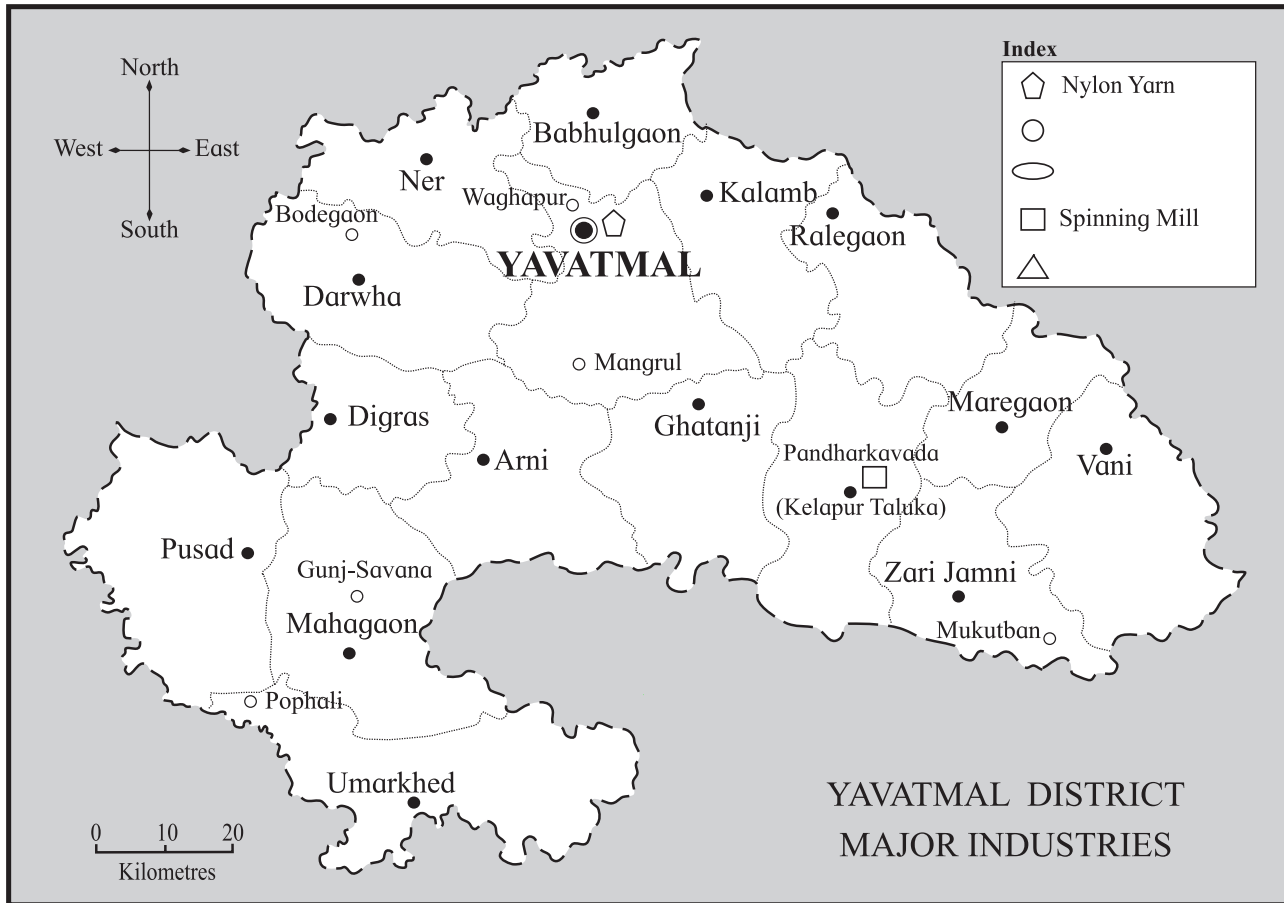 Index
Nylon Yarn
Spinning Mill
North
West
East
South
Babhulgaon
Ner
Waghapur
Kalamb
Bodegaon
Ralegaon
YAVATMAL
Darwha
Mangrul
Digras
Ghatanji
Maregaon
Arni
Pandharkavada
(Kelapur Taluka)
Vani
Pusad
Gunj-Savana
Zari Jamni
Mahagaon
Mukutban
Pophali
Umarkhed
0 10 20
Kilometres
YAVATMAL DISTRICT
MAJOR INDUSTRIES